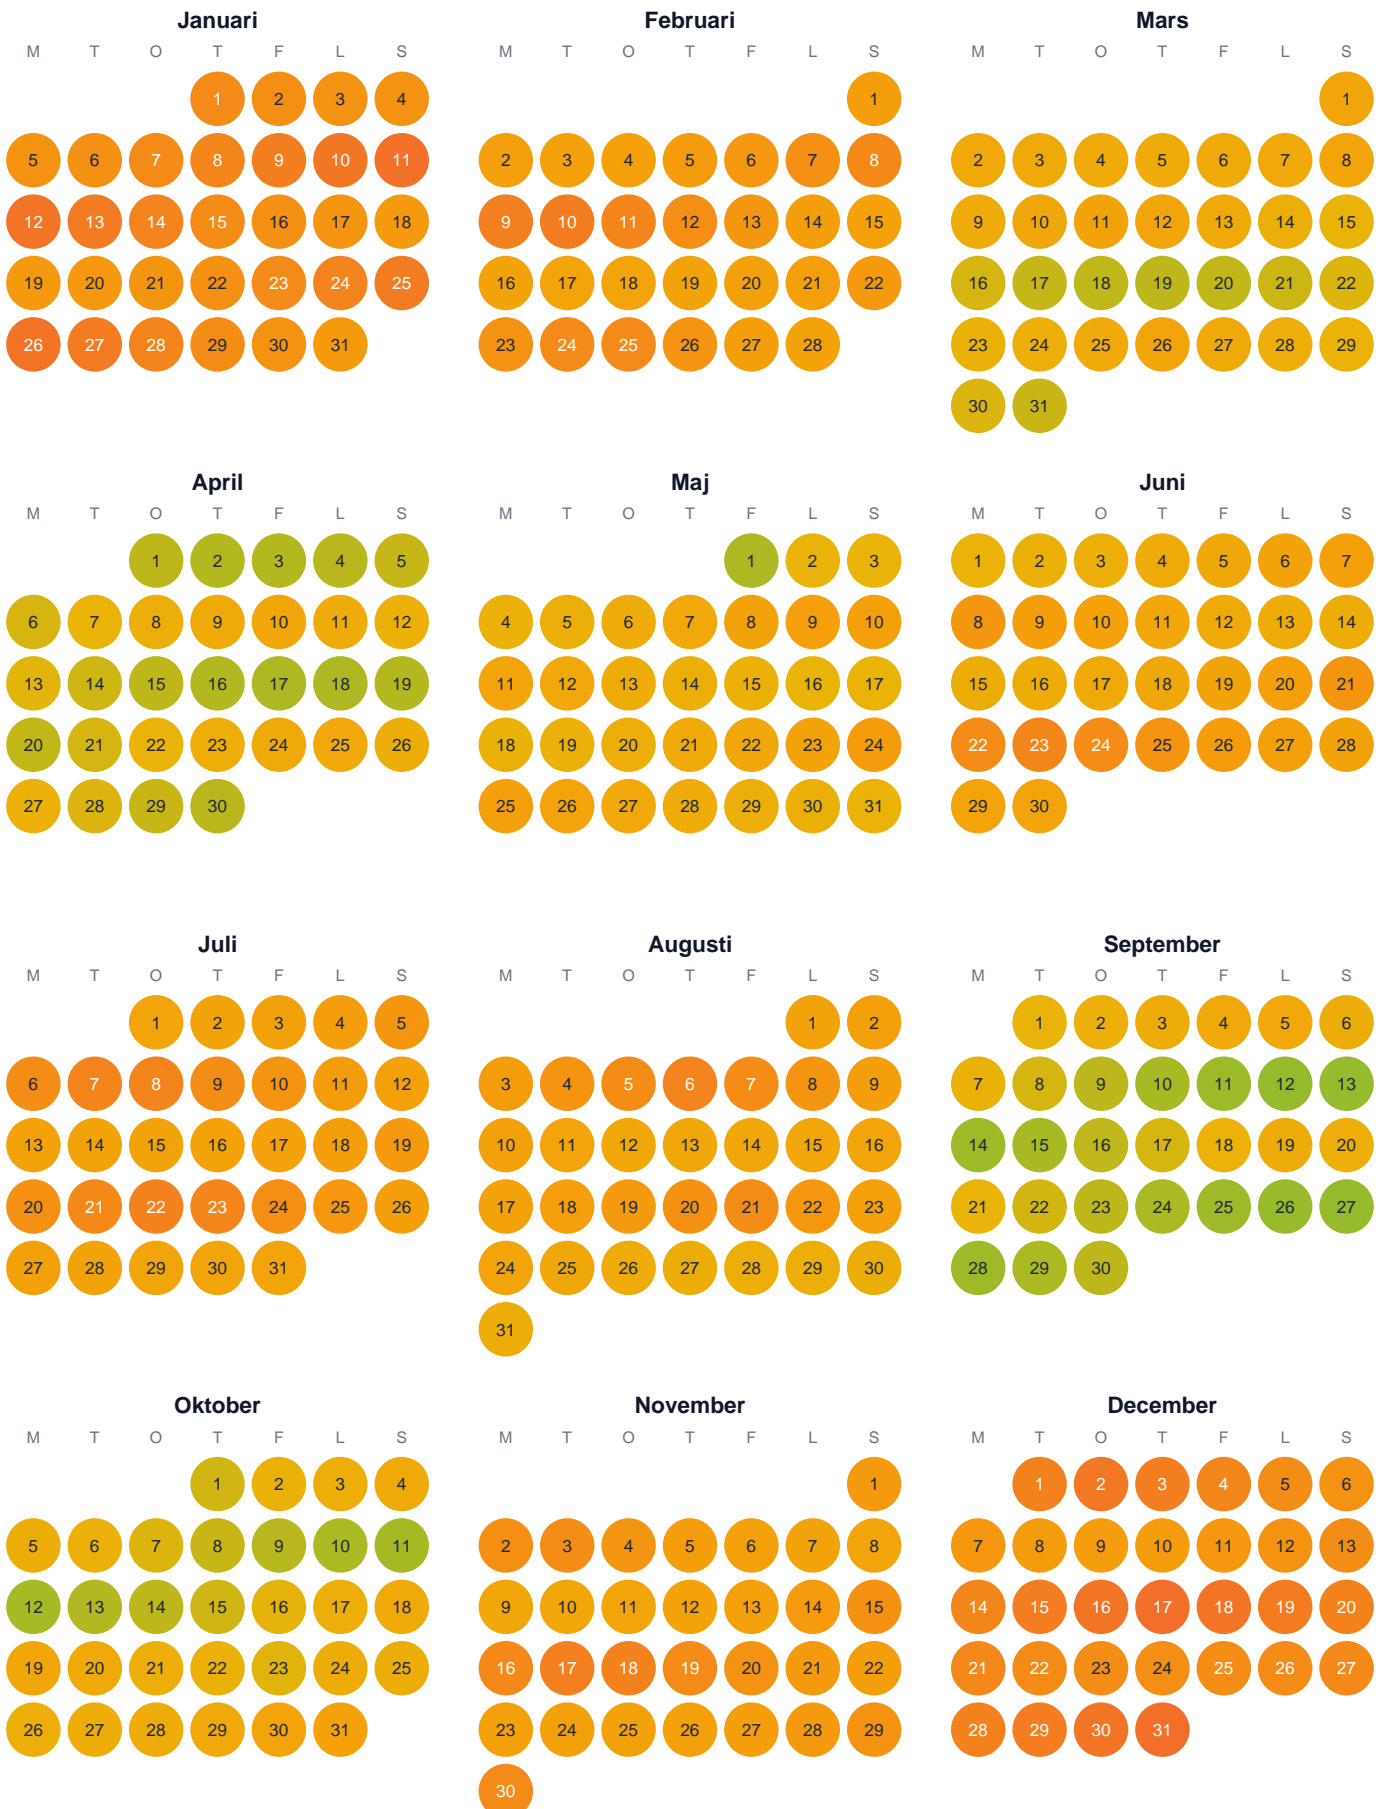 Januari
M T O T F L S
1 2 3 4
5 6 7 8 9 10 11
12 13 14 15 16 17 18
19 20 21 22 23 24 25
26 27 28 29 30 31
Februari
M T O T F L S
1
2 3 4 5 6 7 8
9 10 11 12 13 14 15
16 17 18 19 20 21 22
23 24 25 26 27 28
Mars
M T O T F L S
1
2 3 4 5 6 7 8
9 10 11 12 13 14 15
16 17 18 19 20 21 22
23 24 25 26 27 28 29
30 31
April
M T O T F L S
1 2 3 4 5
6 7 8 9 10 11 12
13 14 15 16 17 18 19
20 21 22 23 24 25 26
27 28 29 30
Maj
M T O T F L S
1 2 3
4 5 6 7 8 9 10
11 12 13 14 15 16 17
18 19 20 21 22 23 24
25 26 27 28 29 30 31
Juni
M T O T F L S
1 2 3 4 5 6 7
8 9 10 11 12 13 14
15 16 17 18 19 20 21
22 23 24 25 26 27 28
29 30
Juli
M T O T F L S
1 2 3 4 5
6 7 8 9 10 11 12
13 14 15 16 17 18 19
20 21 22 23 24 25 26
27 28 29 30 31
Augusti
M T O T F L S
1 2
3 4 5 6 7 8 9
10 11 12 13 14 15 16
17 18 19 20 21 22 23
24 25 26 27 28 29 30
31
September
M T O T F L S
1 2 3 4 5 6
7 8 9 10 11 12 13
14 15 16 17 18 19 20
21 22 23 24 25 26 27
28 29 30
Oktober
M T O T F L S
1 2 3 4
5 6 7 8 9 10 11
12 13 14 15 16 17 18
19 20 21 22 23 24 25
26 27 28 29 30 31
November
M T O T F L S
1
2 3 4 5 6 7 8
9 10 11 12 13 14 15
16 17 18 19 20 21 22
23 24 25 26 27 28 29
30
December
M T O T F L S
1 2 3 4 5 6
7 8 9 10 11 12 13
14 15 16 17 18 19 20
21 22 23 24 25 26 27
28 29 30 31